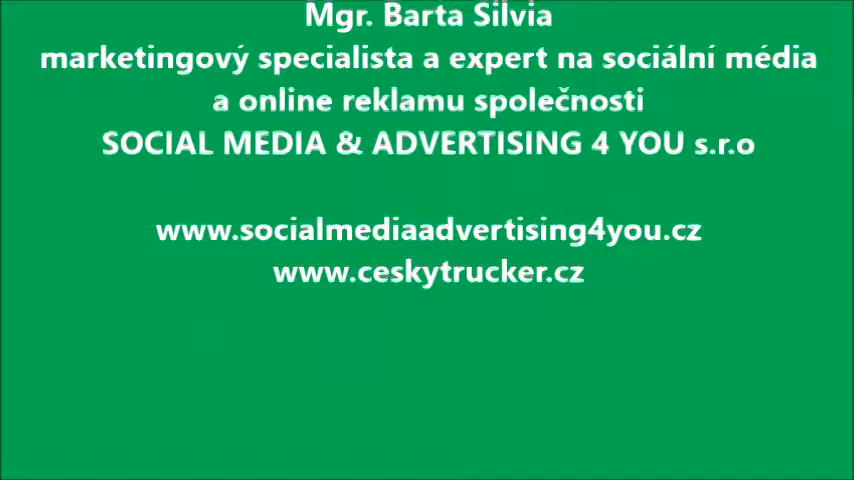 Mgr. Barta Silvia
marketingový specialista a expert na sociální média
a online reklamu společnosti
SOCIAL MEDIA & ADVERTISING 4 YOU s.r.o
www.socialmediaadvertising4you.cz
www.ceskytrucker.cz